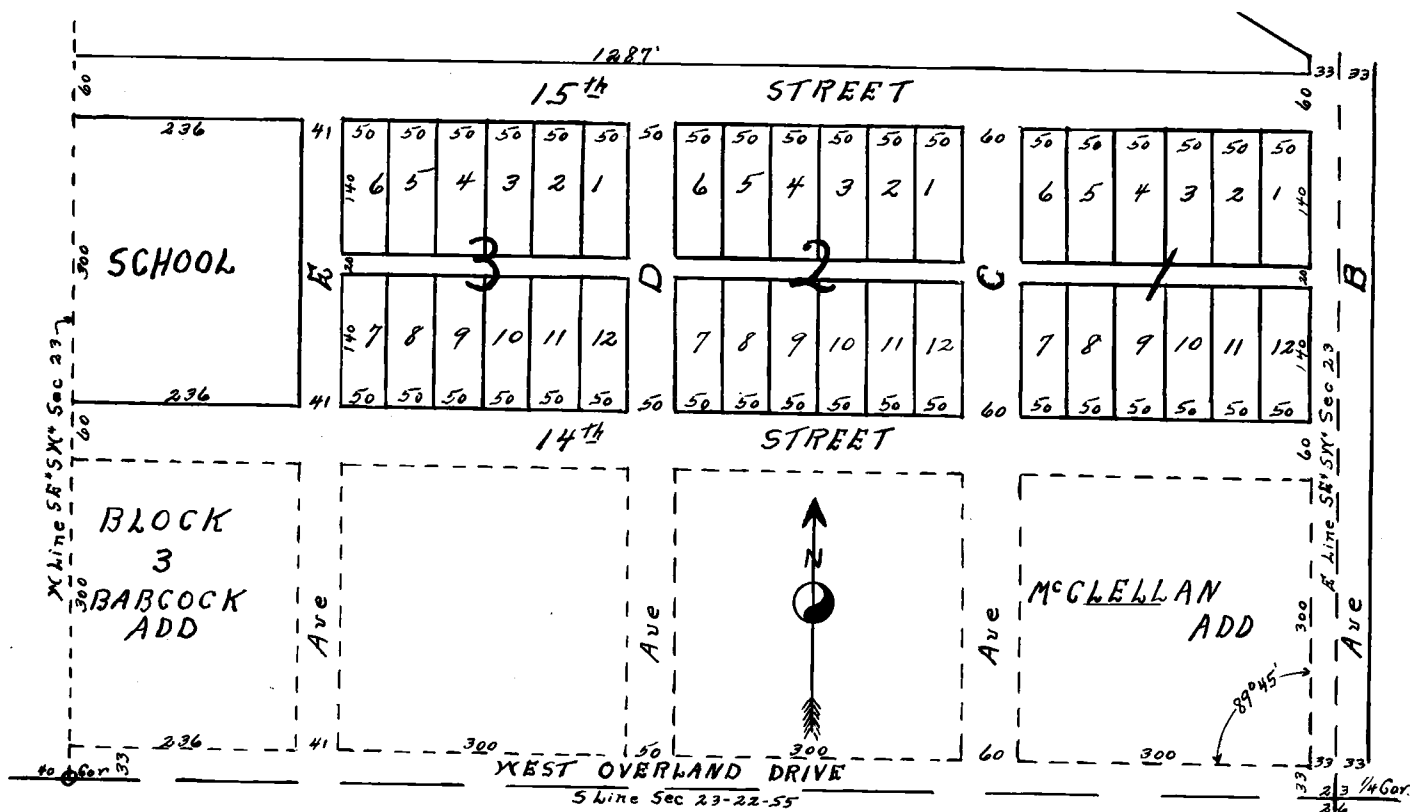 1287'
33 33
60 15th STREET 60
236 41 50 50 50 50 50 50 50 50 50 50 50 50 50 60 50 50 50 50 50 50
140 6 5 4 3 2 1 6 5 4 3 2 1 6 5 4 3 2 1 140
300 SCHOOL E 20 3 D 2 C 1 20 B
140 7 8 9 10 11 12 7 8 9 10 11 12 7 8 9 10 11 12 140
236 41 50 50 50 50 50 50 50 50 50 50 50 50 50 60 50 50 50 50 50 50
60 14th STREET 60
W Line SE¼ SW¼ Sec 23
E Line SE¼ SW¼ Sec 23
BLOCK
3
BABCOCK
ADD
300
N
McCLELLAN
ADD
300
Ave Ave Ave Ave
89°45'
236 41 300 50 300 60 300 33 33
40 Cor 33 WEST OVERLAND DRIVE 33 23 ¼ Cor.
S Line Sec 23-22-55 26